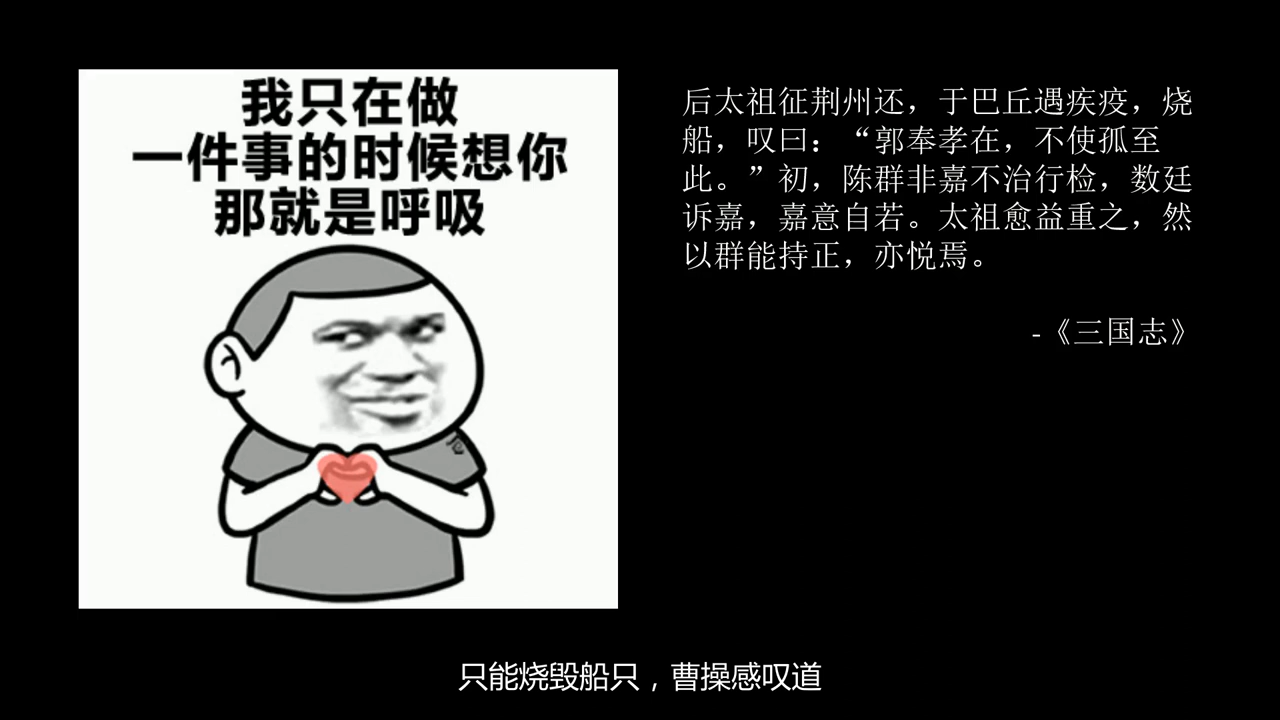 我只在做
一件事的时候想你
那就是呼吸
后太祖征荆州还，于巴丘遇疾疫，烧
船，叹曰：“郭奉孝在，不使孤至
此。”初，陈群非嘉不治行检，数廷
诉嘉，嘉意自若。太祖愈益重之，然
以群能持正，亦悦焉。
-《三国志》
只能烧毁船只，曹操感叹道